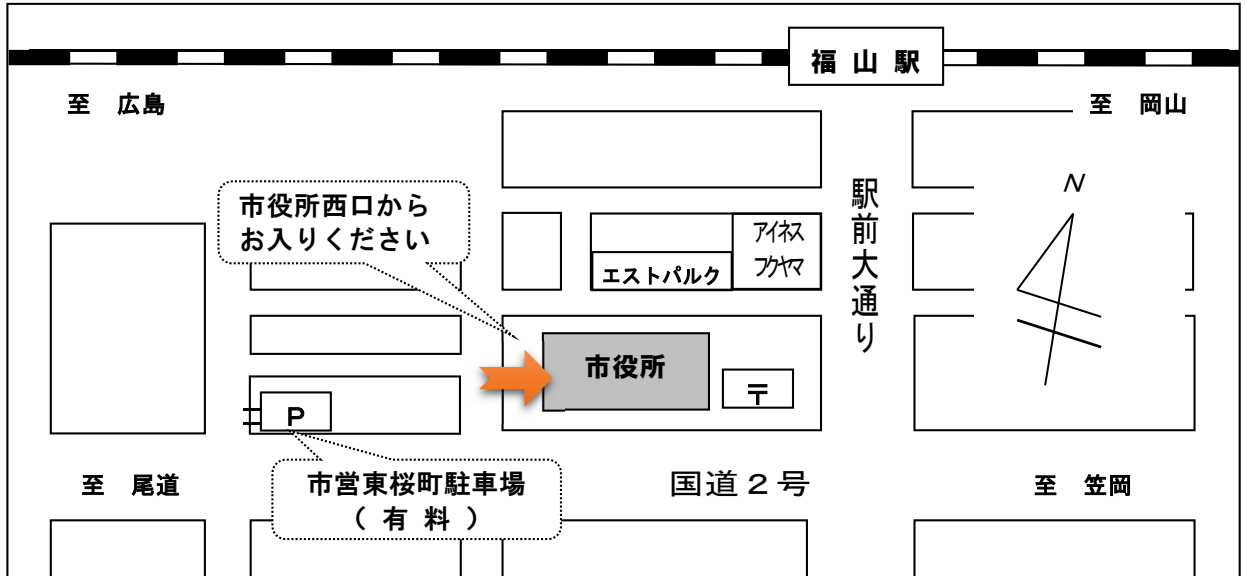 福 山 駅
至 広島
至 岡山
市役所西口から
お入りください
駅前大通り
N
アイネス
フクヤマ
エストパルク
市役所
〒
P
至 尾道
市営東桜町駐車場
( 有 料 )
国道2号
至 笠岡